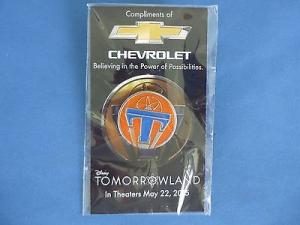 Compliments of
CHEVROLET
Believing in the Power of Possibilities.
T
Disney
TOMORROWLAND
In Theaters May 22, 2015